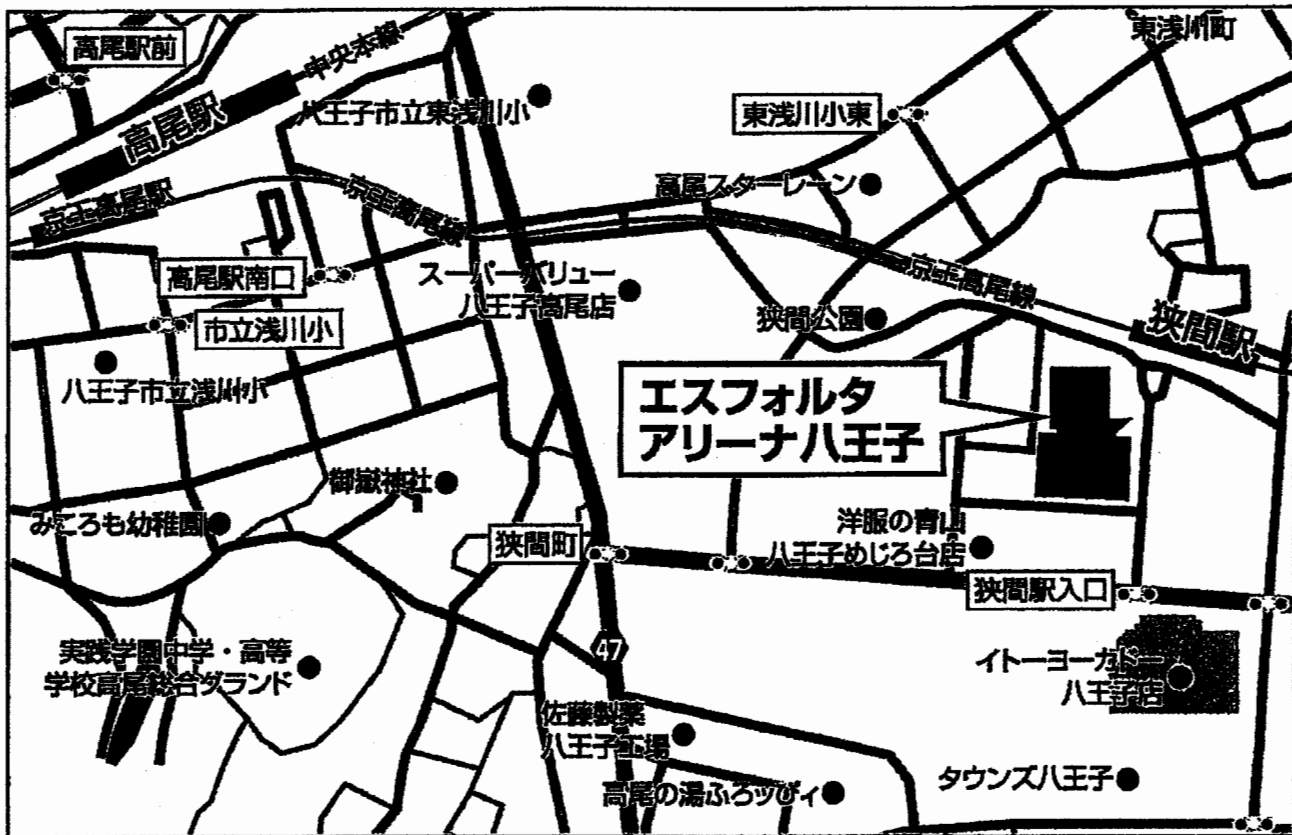 高尾駅前
中央本線
東浅川町
高尾駅
八王子市立東浅川小
東浅川小東
京王高尾駅
京王高尾線
高尾スターレーン
高尾駅南口
スーパーバリュー
八王子高尾店
京王高尾線
市立浅川小
狭間公園
狭間駅
八王子市立浅川小
エスフォルタ
アリーナ八王子
御嶽神社
みころも幼稚園
狭間町
洋服の青山
八王子めじろ台店
狭間駅入口
47
実践学園中学・高等
学校高尾総合グランド
イトーヨーカドー
八王子店
佐藤製薬
八王子工場
高尾の湯ふろッぴィ
タウンズ八王子